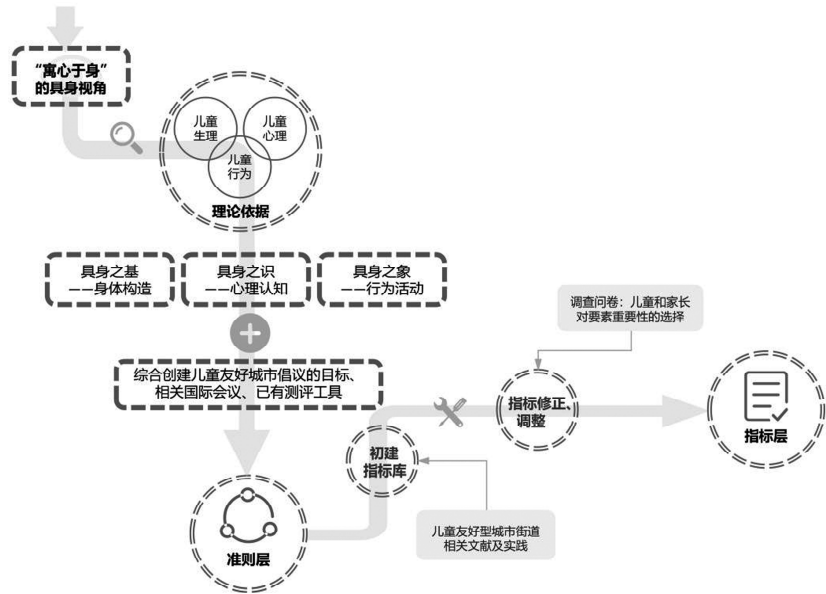 “寓心于身”
的具身视角
儿童
生理
儿童
心理
儿童
行为
理论依据
具身之基
——身体构造
具身之识
——心理认知
具身之象
——行为活动
综合创建儿童友好城市倡议的目标、
相关国际会议、已有测评工具
准则层
初建
指标库
儿童友好型城市街道
相关文献及实践
调查问卷：儿童和家长
对要素重要性的选择
指标修正、
调整
指标层